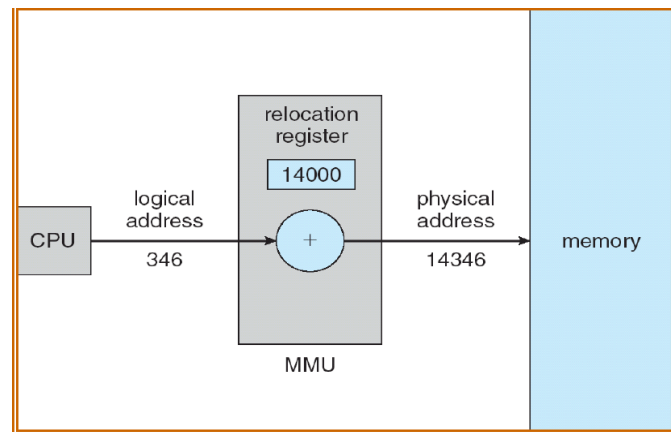 relocation
register
14000
logical
address
physical
address
CPU
+
memory
346
14346
MMU